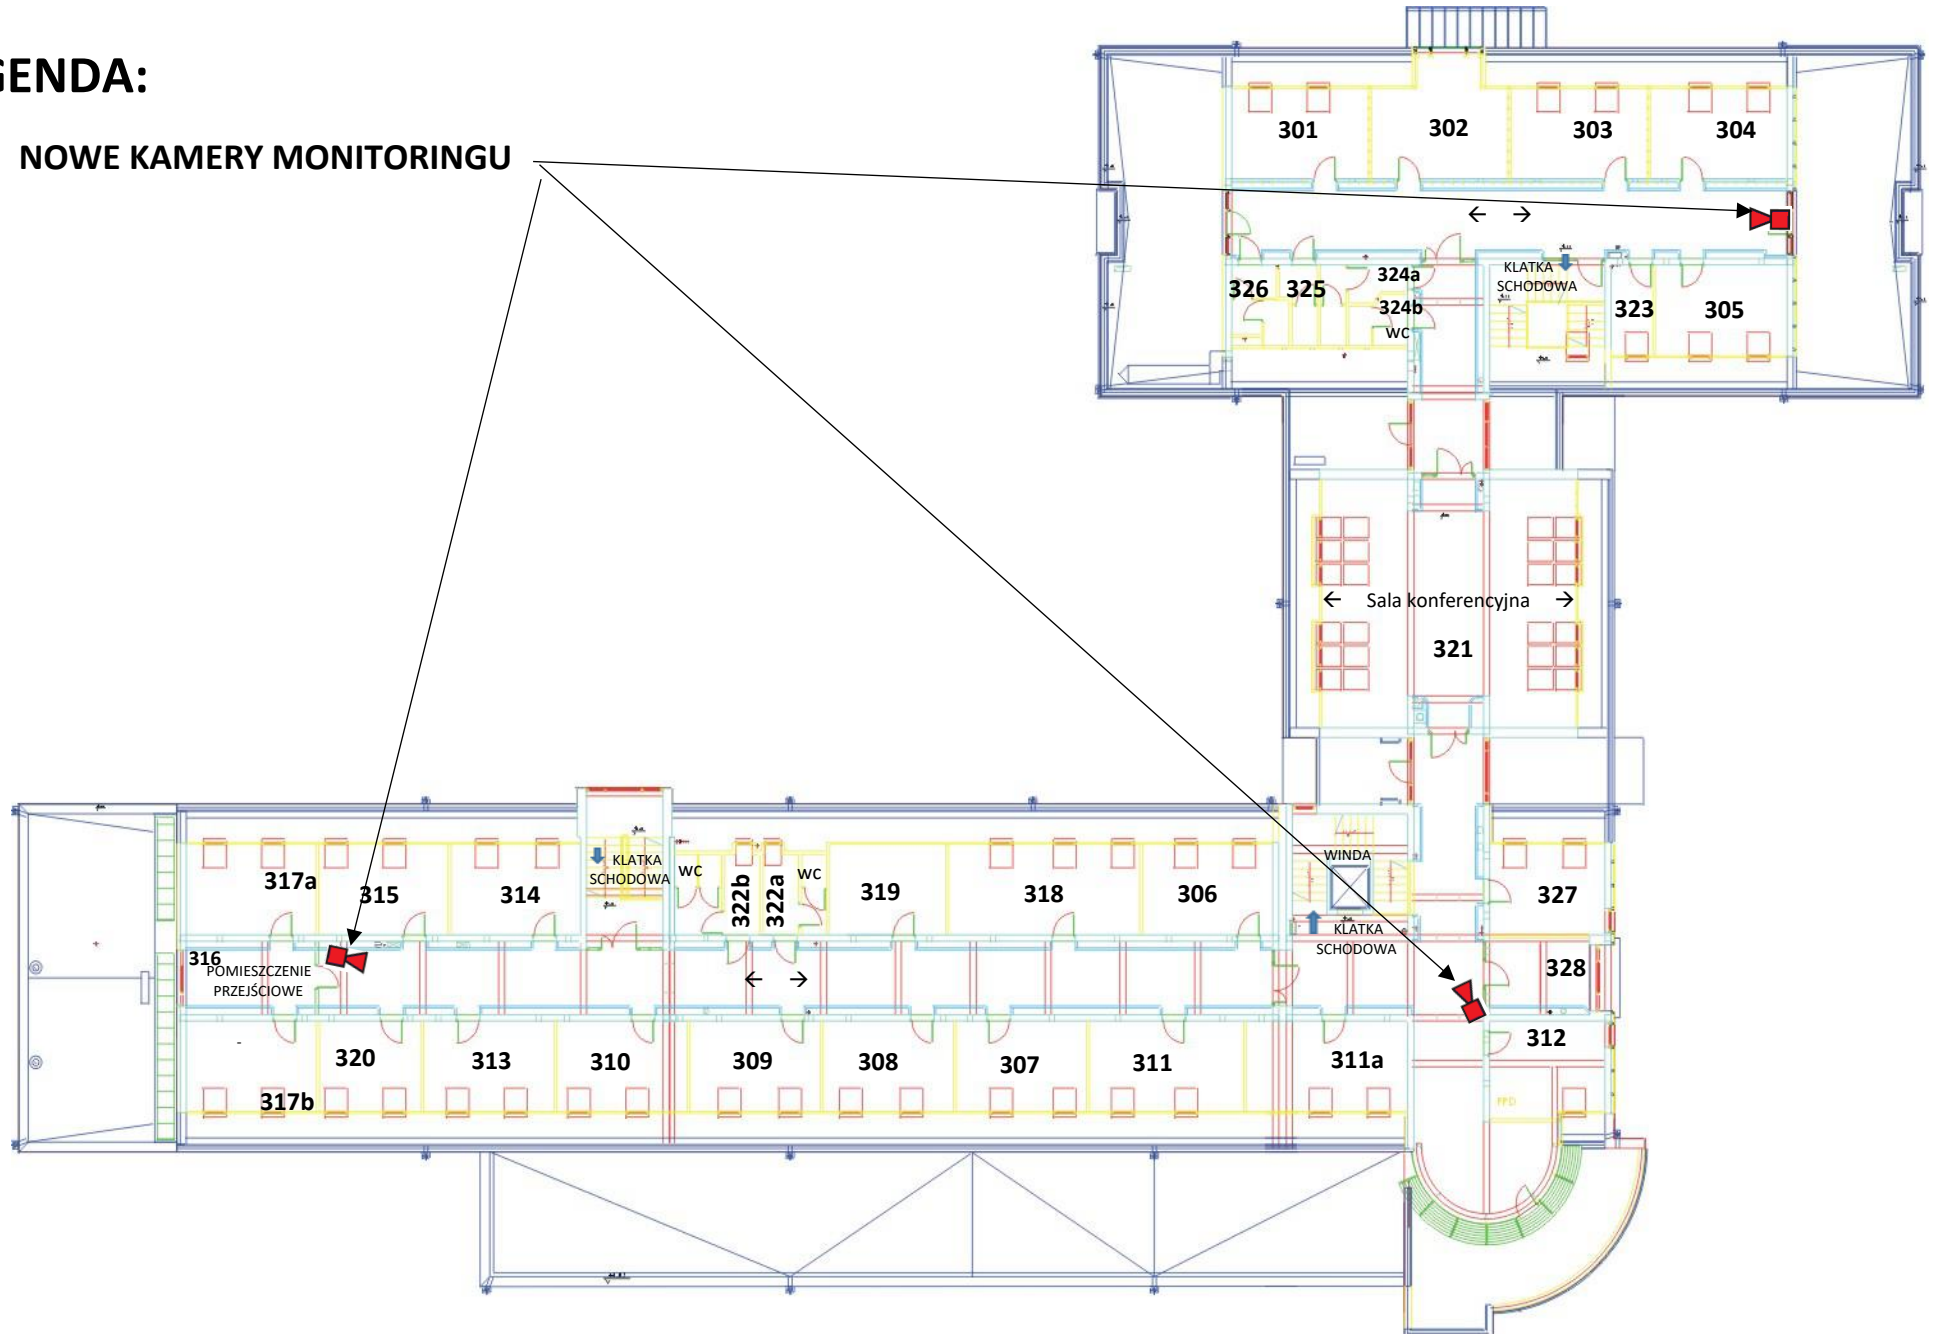 GENDA:
NOWE KAMERY MONITORINGU
301
302
303
304
326
325
324a
324b
WC
KLATKA
SCHODOWA
323
305
← Sala konferencyjna →
321
317a
315
314
KLATKA
SCHODOWA
WC
322b
322a
WC
319
318
306
WINDA
KLATKA
SCHODOWA
327
328
316
POMIESZCZENIE
PRZEJŚCIOWE
312
317b
320
313
310
309
308
307
311
311a
PPD